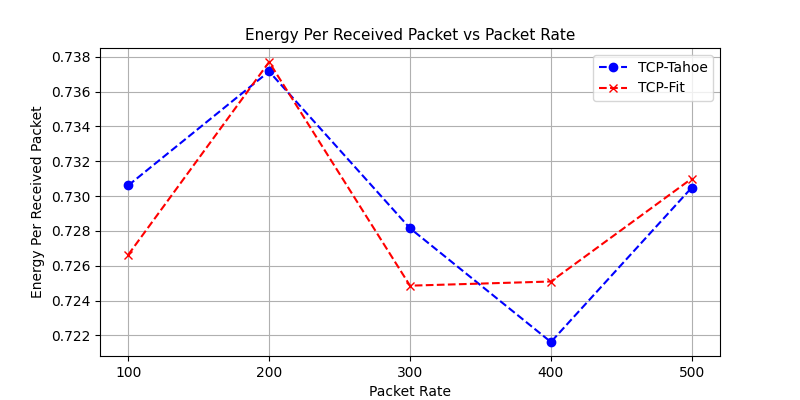 Energy Per Received Packet vs Packet Rate
TCP-Tahoe
TCP-Fit
Energy Per Received Packet
0.738
0.736
0.734
0.732
0.730
0.728
0.726
0.724
0.722
100 200 300 400 500
Packet Rate